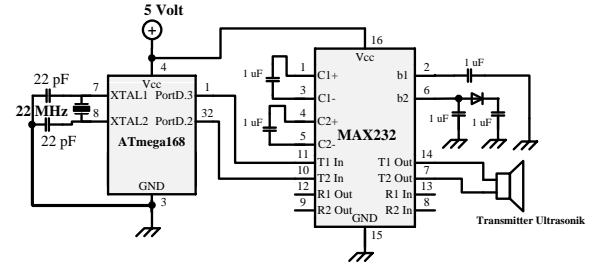 5 Volt
16
Vcc
4
Vcc
22 pF
7
XTAL1
PortD.3
1
22 MHz
8
XTAL2
PortD.2
32
22 pF
ATmega168
GND
3
1 uF
1
C1+
3
C1-
1 uF
4
C2+
5
C2-
MAX232
11
T1 In
10
T2 In
12
R1 Out
9
R2 Out
GND
15
b1
2
1 uF
b2
6
1 uF
1 uF
T1 Out
14
T2 Out
7
R1 In
13
R2 In
8
Transmitter Ultrasonik